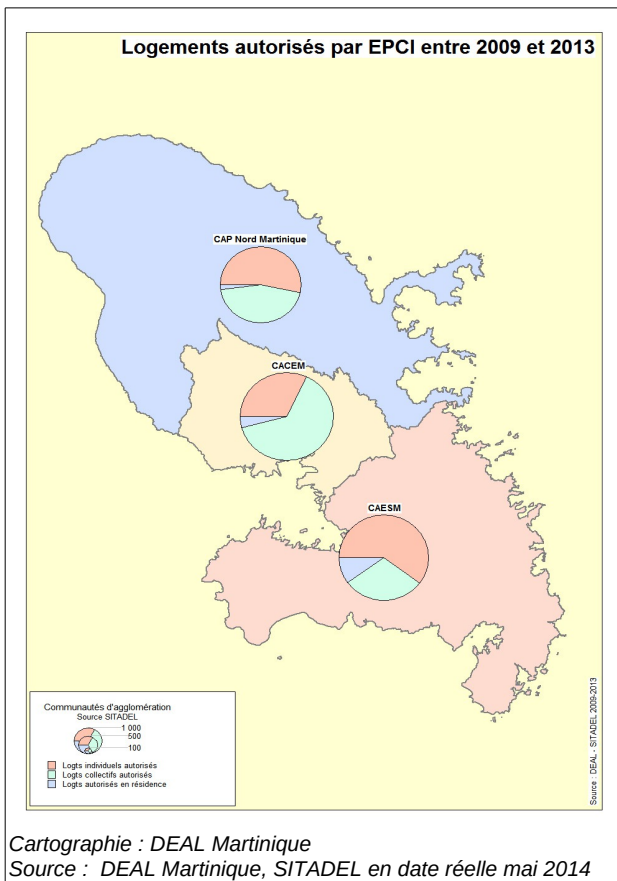 Logements autorisés par EPCI entre 2009 et 2013
CAP Nord Martinique
CACEM
CAESM
Communautés d'agglomération
Source SITADEL
1 000
500
100
Logts individuels autorisés
Logts collectifs autorisés
Logts autorisés en résidence
Source : DEAL - SITADEL 2009-2013
Cartographie : DEAL Martinique
Source : DEAL Martinique, SITADEL en date réelle mai 2014